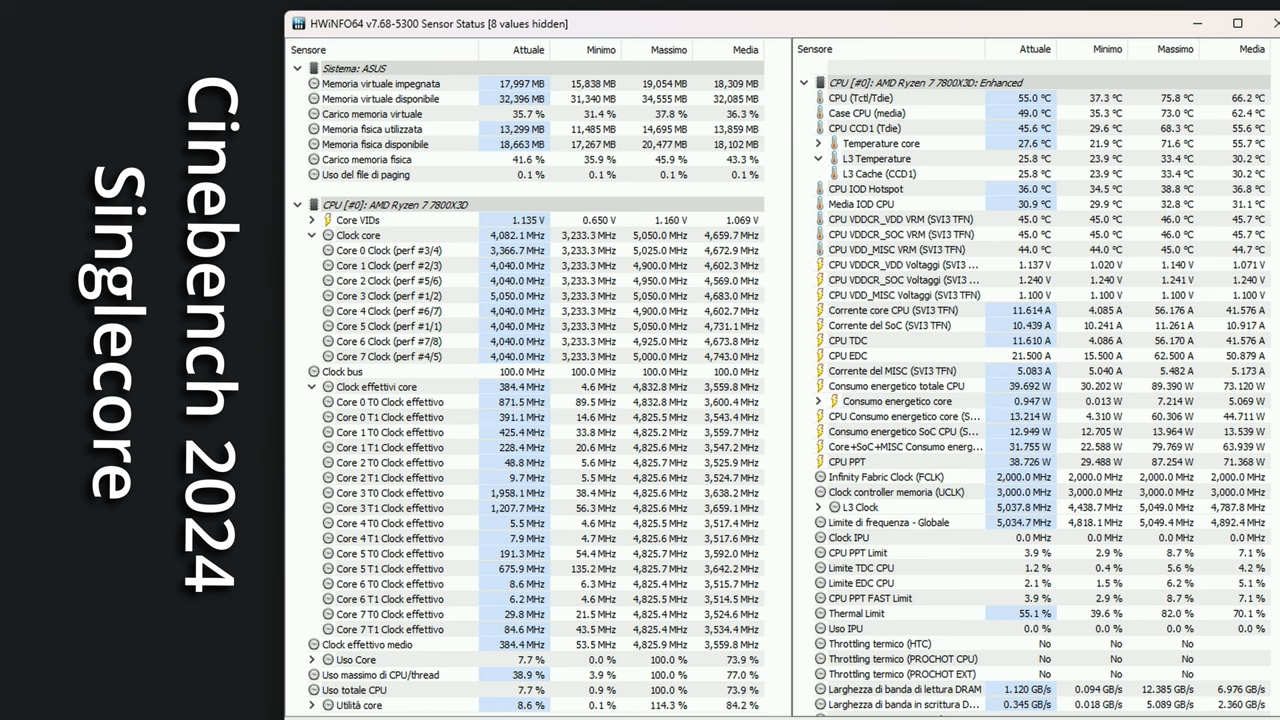 Cinebench 2024
Singlecore
HWiNFO64 v7.68-5300 Sensor Status [8 values hidden]
Sensore Attuale Minimo Massimo Media
Sistema: ASUS
Memoria virtuale impegnata 17,997 MB 15,838 MB 19,054 MB 18,309 MB
Memoria virtuale disponibile 32,396 MB 31,340 MB 34,555 MB 32,085 MB
Carico memoria virtuale 35.7 % 31.4 % 37.8 % 36.3 %
Memoria fisica utilizzata 13,299 MB 11,485 MB 14,695 MB 13,859 MB
Memoria fisica disponibile 18,663 MB 17,267 MB 20,477 MB 18,102 MB
Carico memoria fisica 41.6 % 35.9 % 45.9 % 43.3 %
Uso del file di paging 0.1 % 0.1 % 0.1 % 0.1 %
CPU [#0]: AMD Ryzen 7 7800X3D
Core VIDs 1.135 V 0.650 V 1.160 V 1.069 V
Clock core 4,082.1 MHz 3,233.3 MHz 5,050.0 MHz 4,659.7 MHz
Core 0 Clock (perf #3/4) 3,366.7 MHz 3,233.3 MHz 5,025.0 MHz 4,672.9 MHz
Core 1 Clock (perf #2/3) 4,040.0 MHz 3,233.3 MHz 4,900.0 MHz 4,602.3 MHz
Core 2 Clock (perf #5/6) 4,040.0 MHz 3,233.3 MHz 4,950.0 MHz 4,569.0 MHz
Core 3 Clock (perf #1/2) 5,050.0 MHz 3,233.3 MHz 5,050.0 MHz 4,683.0 MHz
Core 4 Clock (perf #6/7) 4,040.0 MHz 3,233.3 MHz 4,900.0 MHz 4,602.7 MHz
Core 5 Clock (perf #1/1) 4,040.0 MHz 3,233.3 MHz 5,050.0 MHz 4,731.1 MHz
Core 6 Clock (perf #7/8) 4,040.0 MHz 3,233.3 MHz 4,925.0 MHz 4,673.8 MHz
Core 7 Clock (perf #4/5) 4,040.0 MHz 3,233.3 MHz 5,000.0 MHz 4,743.0 MHz
Clock bus 100.0 MHz 100.0 MHz 100.0 MHz 100.0 MHz
Clock effettivi core 384.4 MHz 4.6 MHz 4,832.8 MHz 3,559.8 MHz
Core 0 T0 Clock effettivo 871.5 MHz 89.5 MHz 4,832.8 MHz 3,600.4 MHz
Core 0 T1 Clock effettivo 391.1 MHz 14.6 MHz 4,825.5 MHz 3,543.4 MHz
Core 1 T0 Clock effettivo 425.4 MHz 33.8 MHz 4,825.7 MHz 3,559.7 MHz
Core 1 T1 Clock effettivo 228.4 MHz 20.6 MHz 4,825.5 MHz 3,547.2 MHz
Core 2 T0 Clock effettivo 48.8 MHz 5.6 MHz 4,825.7 MHz 3,525.9 MHz
Core 2 T1 Clock effettivo 9.7 MHz 5.5 MHz 4,825.7 MHz 3,524.6 MHz
Core 3 T0 Clock effettivo 1,958.1 MHz 38.4 MHz 4,825.6 MHz 3,638.2 MHz
Core 3 T1 Clock effettivo 1,207.7 MHz 56.3 MHz 4,825.7 MHz 3,659.1 MHz
Core 4 T0 Clock effettivo 5.5 MHz 4.6 MHz 4,825.5 MHz 3,517.4 MHz
Core 4 T1 Clock effettivo 7.9 MHz 4.7 MHz 4,825.5 MHz 3,517.6 MHz
Core 5 T0 Clock effettivo 191.3 MHz 54.4 MHz 4,825.7 MHz 3,592.0 MHz
Core 5 T1 Clock effettivo 675.9 MHz 135.2 MHz 4,825.7 MHz 3,642.2 MHz
Core 6 T0 Clock effettivo 8.6 MHz 6.3 MHz 4,825.4 MHz 3,515.7 MHz
Core 6 T1 Clock effettivo 6.2 MHz 4.6 MHz 4,825.5 MHz 3,514.5 MHz
Core 7 T0 Clock effettivo 29.8 MHz 21.5 MHz 4,825.4 MHz 3,524.6 MHz
Core 7 T1 Clock effettivo 84.6 MHz 43.5 MHz 4,825.4 MHz 3,534.4 MHz
Clock effettivo medio 384.4 MHz 53.5 MHz 4,825.9 MHz 3,559.8 MHz
Uso Core 7.7 % 0.0 % 100.0 % 73.9 %
Uso massimo di CPU/thread 38.9 % 3.9 % 100.0 % 77.0 %
Uso totale CPU 7.7 % 0.9 % 100.0 % 73.9 %
Utilità core 8.6 % 0.1 % 114.3 % 84.2 %
Sensore Attuale Minimo Massimo Media
CPU [#0]: AMD Ryzen 7 7800X3D: Enhanced
CPU (Tctl/Tdie) 55.0 °C 37.3 °C 75.8 °C 66.2 °C
Case CPU (media) 49.0 °C 35.3 °C 73.0 °C 62.4 °C
CPU CCD1 (Tdie) 45.6 °C 29.6 °C 68.3 °C 55.6 °C
Temperature core 27.6 °C 21.9 °C 71.6 °C 55.7 °C
L3 Temperature 25.8 °C 23.9 °C 33.4 °C 30.2 °C
L3 Cache (CCD1) 25.8 °C 23.9 °C 33.4 °C 30.2 °C
CPU IOD Hotspot 36.0 °C 34.5 °C 38.8 °C 36.8 °C
Media IOD CPU 30.9 °C 29.9 °C 32.8 °C 31.1 °C
CPU VDDCR_VDD VRM (SVI3 TFN) 45.0 °C 45.0 °C 46.0 °C 45.7 °C
CPU VDDCR_SOC VRM (SVI3 TFN) 45.0 °C 45.0 °C 46.0 °C 45.7 °C
CPU VDD_MISC VRM (SVI3 TFN) 44.0 °C 44.0 °C 45.0 °C 44.7 °C
CPU VDDCR_VDD Voltaggi (SVI3 ... 1.137 V 1.020 V 1.140 V 1.071 V
CPU VDDCR_SOC Voltaggi (SVI3 ... 1.240 V 1.240 V 1.241 V 1.240 V
CPU VDD_MISC Voltaggi (SVI3 TFN) 1.100 V 1.100 V 1.100 V 1.100 V
Corrente core CPU (SVI3 TFN) 11.614 A 4.085 A 56.176 A 41.576 A
Corrente del SoC (SVI3 TFN) 10.439 A 10.241 A 11.261 A 10.917 A
CPU TDC 11.610 A 4.086 A 56.170 A 41.576 A
CPU EDC 21.500 A 15.500 A 62.500 A 50.879 A
Corrente del MISC (SVI3 TFN) 5.083 A 5.040 A 5.482 A 5.173 A
Consumo energetico totale CPU 39.692 W 30.202 W 89.390 W 73.120 W
Consumo energetico core 0.947 W 0.013 W 7.214 W 5.069 W
CPU Consumo energetico core (S... 13.214 W 4.310 W 60.306 W 44.711 W
Consumo energetico SoC CPU (S... 12.949 W 12.705 W 13.964 W 13.539 W
Core+SoC+MISC Consumo energ... 31.755 W 22.588 W 79.769 W 63.939 W
CPU PPT 38.726 W 29.488 W 87.254 W 71.368 W
Infinity Fabric Clock (FCLK) 2,000.0 MHz 2,000.0 MHz 2,000.0 MHz 2,000.0 MHz
Clock controller memoria (UCLK) 3,000.0 MHz 3,000.0 MHz 3,000.0 MHz 3,000.0 MHz
L3 Clock 5,037.8 MHz 4,438.7 MHz 5,049.0 MHz 4,787.8 MHz
Limite di frequenza - Globale 5,034.7 MHz 4,818.1 MHz 5,049.4 MHz 4,892.4 MHz
Clock IPU 0.0 MHz 0.0 MHz 0.0 MHz 0.0 MHz
CPU PPT Limit 3.9 % 2.9 % 8.7 % 7.1 %
Limite TDC CPU 1.2 % 0.4 % 5.6 % 4.2 %
Limite EDC CPU 2.1 % 1.5 % 6.2 % 5.1 %
CPU PPT FAST Limit 3.9 % 2.9 % 8.7 % 7.1 %
Thermal Limit 55.1 % 39.6 % 82.0 % 70.1 %
Uso IPU 0.0 % 0.0 % 0.0 % 0.0 %
Throttling termico (HTC) No No No
Throttling termico (PROCHOT CPU) No No No
Throttling termico (PROCHOT EXT) No No No
Larghezza di banda di lettura DRAM 1.120 GB/s 0.094 GB/s 12.385 GB/s 6.976 GB/s
Larghezza di banda in scrittura D... 0.345 GB/s 0.018 GB/s 5.089 GB/s 2.360 GB/s